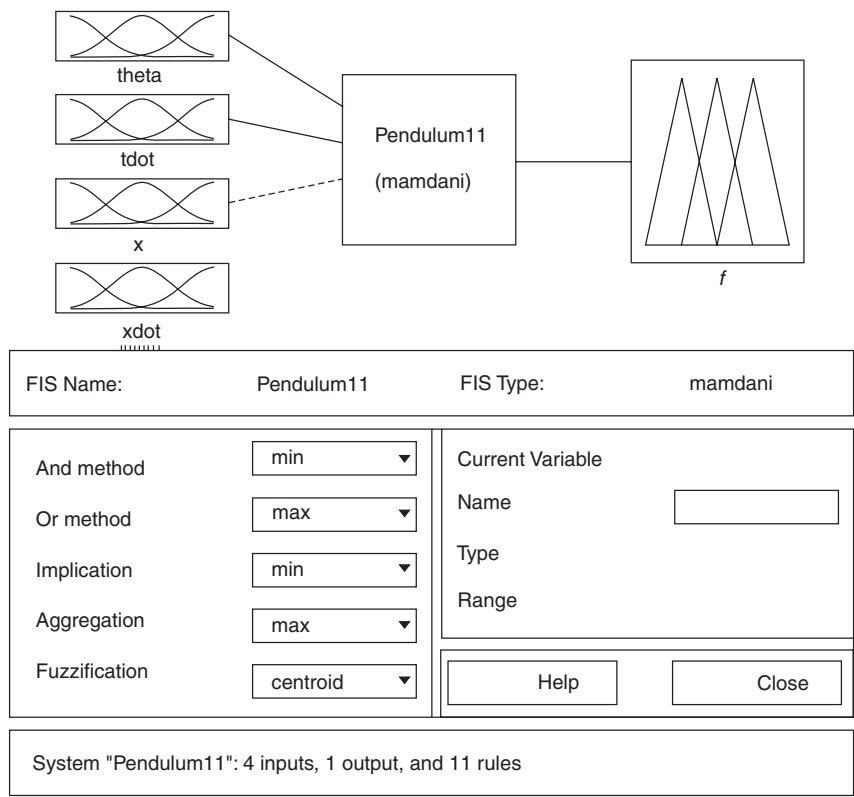 theta
tdot
x
xdot
Pendulum11
(mamdani)
f
FIS Name: Pendulum11 FIS Type: mamdani
And method min
Or method max
Implication min
Aggregation max
Fuzzification centroid
Current Variable
Name
Type
Range
Help Close
System "Pendulum11": 4 inputs, 1 output, and 11 rules